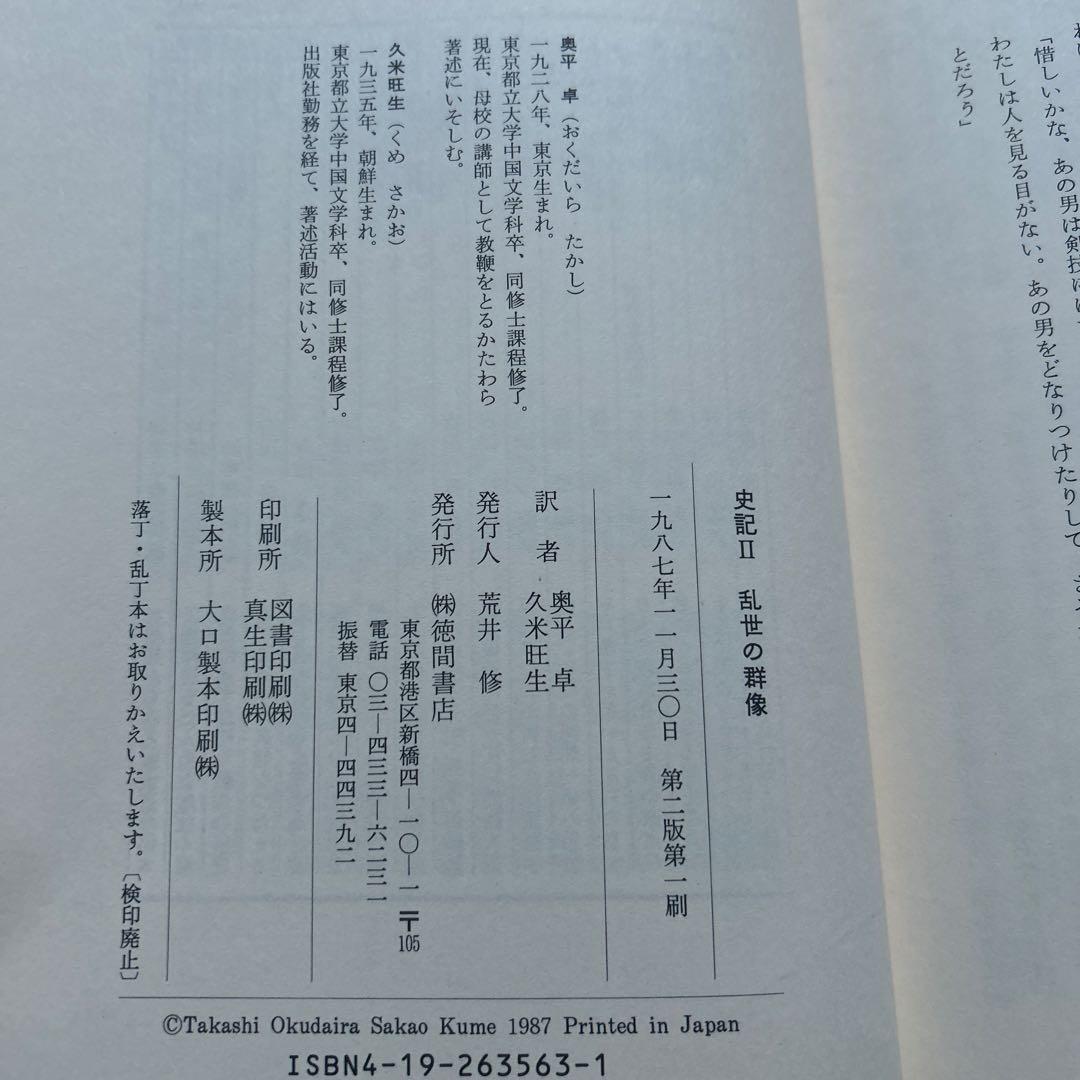 「惜しいかな、あの男は剣技
わたしは人を見る目がない。あの男をどなりつけたりして、
とだろう」
奥平　卓（おくだいら　たかし）
一九二八年、東京生まれ。
東京都立大学中国文学科卒、同修士課程修了。
現在、母校の講師として教鞭をとるかたわら
著述にいそしむ。
久米旺生（くめ　さかお）
一九三五年、朝鮮生まれ。
東京都立大学中国文学科卒、同修士課程修了。
出版社勤務を経て、著述活動にはいる。
史記Ⅱ　乱世の群像
一九八七年一一月三〇日　第二版第一刷
訳　者　奥平　卓
久米旺生
発行人　荒井　修
発行所　㈱徳間書店
東京都港区新橋四―一〇―一　〒105
電話　〇三―四三三―六二三一
振替　東京四―四四三九二
印刷所　図書印刷㈱
真生印刷㈱
製本所　大口製本印刷㈱
落丁・乱丁本はお取りかえいたします。〔検印廃止〕
©Takashi Okudaira Sakao Kume 1987 Printed in Japan
ISBN4-19-263563-1